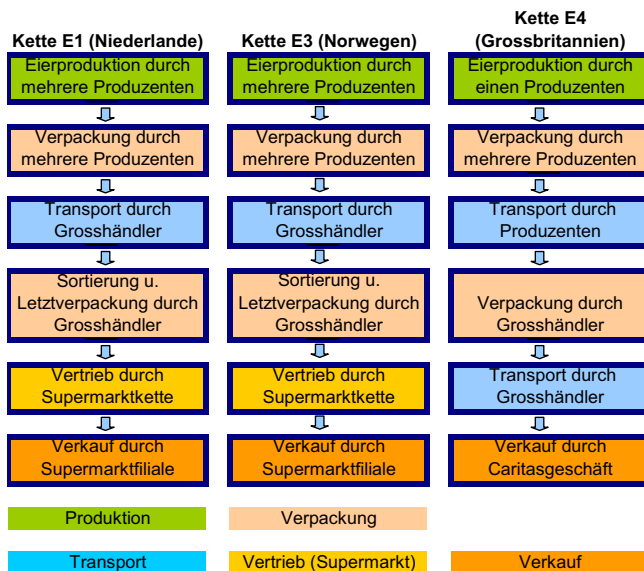 Kette E1 (Niederlande)
Eierproduktion durch
mehrere Produzenten
Verpackung durch
mehrere Produzenten
Transport durch
Grosshändler
Sortierung u.
Letztverpackung durch
Grosshändler
Vertrieb durch
Supermarktkette
Verkauf durch
Supermarktfiliale
Kette E3 (Norwegen)
Eierproduktion durch
mehrere Produzenten
Verpackung durch
mehrere Produzenten
Transport durch
Grosshändler
Sortierung u.
Letztverpackung durch
Grosshändler
Vertrieb durch
Supermarktkette
Verkauf durch
Supermarktfiliale
Kette E4
(Grossbritannien)
Eierproduktion durch
einen Produzenten
Verpackung durch
mehrere Produzenten
Transport durch
Produzenten
Verpackung durch
Grosshändler
Transport durch
Grosshändler
Verkauf durch
Caritasgeschäft
Produktion
Verpackung
Transport
Vertrieb (Supermarkt)
Verkauf